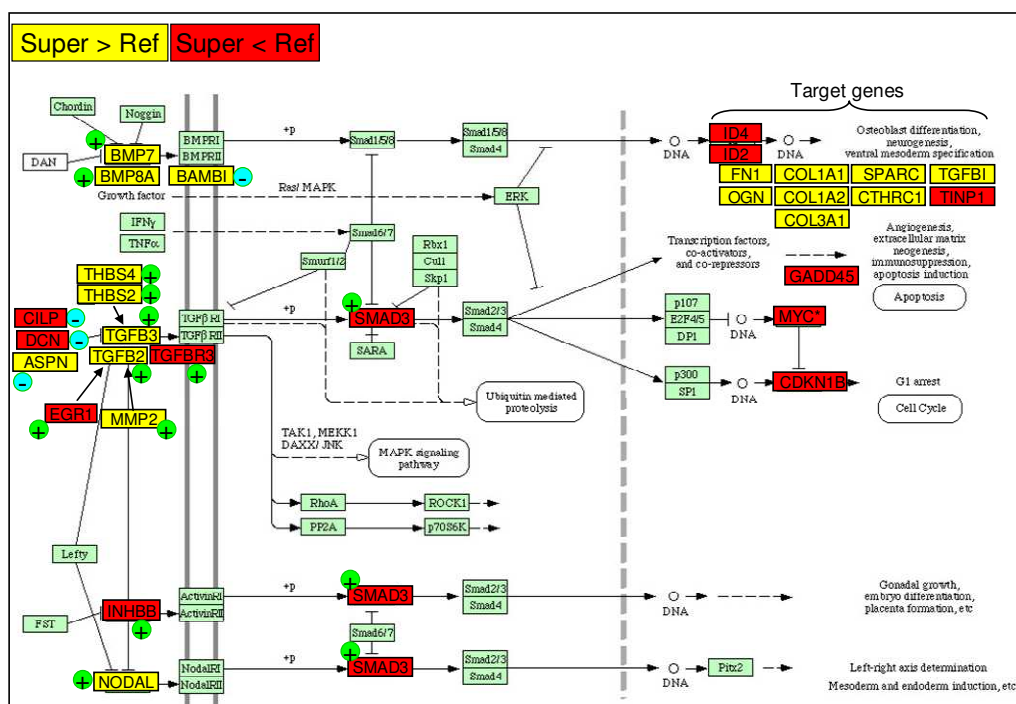 Super > Ref Super < Ref
Target genes
Chordin
Noggin
DAN
BMP7
BMP8A
BAMBI
BMPRI
BMPRII
+p
Smad1/5/8
Smad1/5/8
Smad4
DNA
ID4
ID2
DNA
Osteoblast differentiation,
neurogenesis,
ventral mesoderm specification
FN1 COL1A1 SPARC TGFBI
OGN COL1A2 CTHRC1 TINP1
COL3A1
Growth factor
Ras/ MAPK
ERK
IFNγ
TNFα
Smad6/7
Smurf1/2
Rbx1
Cul1
Skp1
Transcription factors,
co-activators,
and co-repressors
Angiogenesis,
extracellular matrix
neogenesis,
immunosuppression,
apoptosis induction
GADD45
Apoptosis
THBS4
THBS2
CILP
DCN
ASPN
TGFB3
TGFB2
TGFBR3
TGFβ RI
TGFβ RII
+p
SMAD3
SARA
Smad2/3
Smad4
p107
E2F4/5
DP1
DNA
MYC*
p300
SP1
DNA
CDKN1B
G1 arrest
Cell Cycle
EGR1
MMP2
Ubiquitin mediated
proteolysis
TAK1, MEKK1
DAXX/ JNK
MAPK signaling
pathway
RhoA
ROCK1
PP2A
p70S6K
Lefty
FST
INHBB
ActivinRI
ActivinRII
+p
SMAD3
Smad2/3
Smad4
DNA
Gonadal growth,
embryo differentiation,
placenta formation, etc
Smad6/7
NODAL
NodalRI
NodalRII
+p
SMAD3
Smad2/3
Smad4
DNA
Pitx2
Left-right axis determination
Mesoderm and endoderm induction, etc